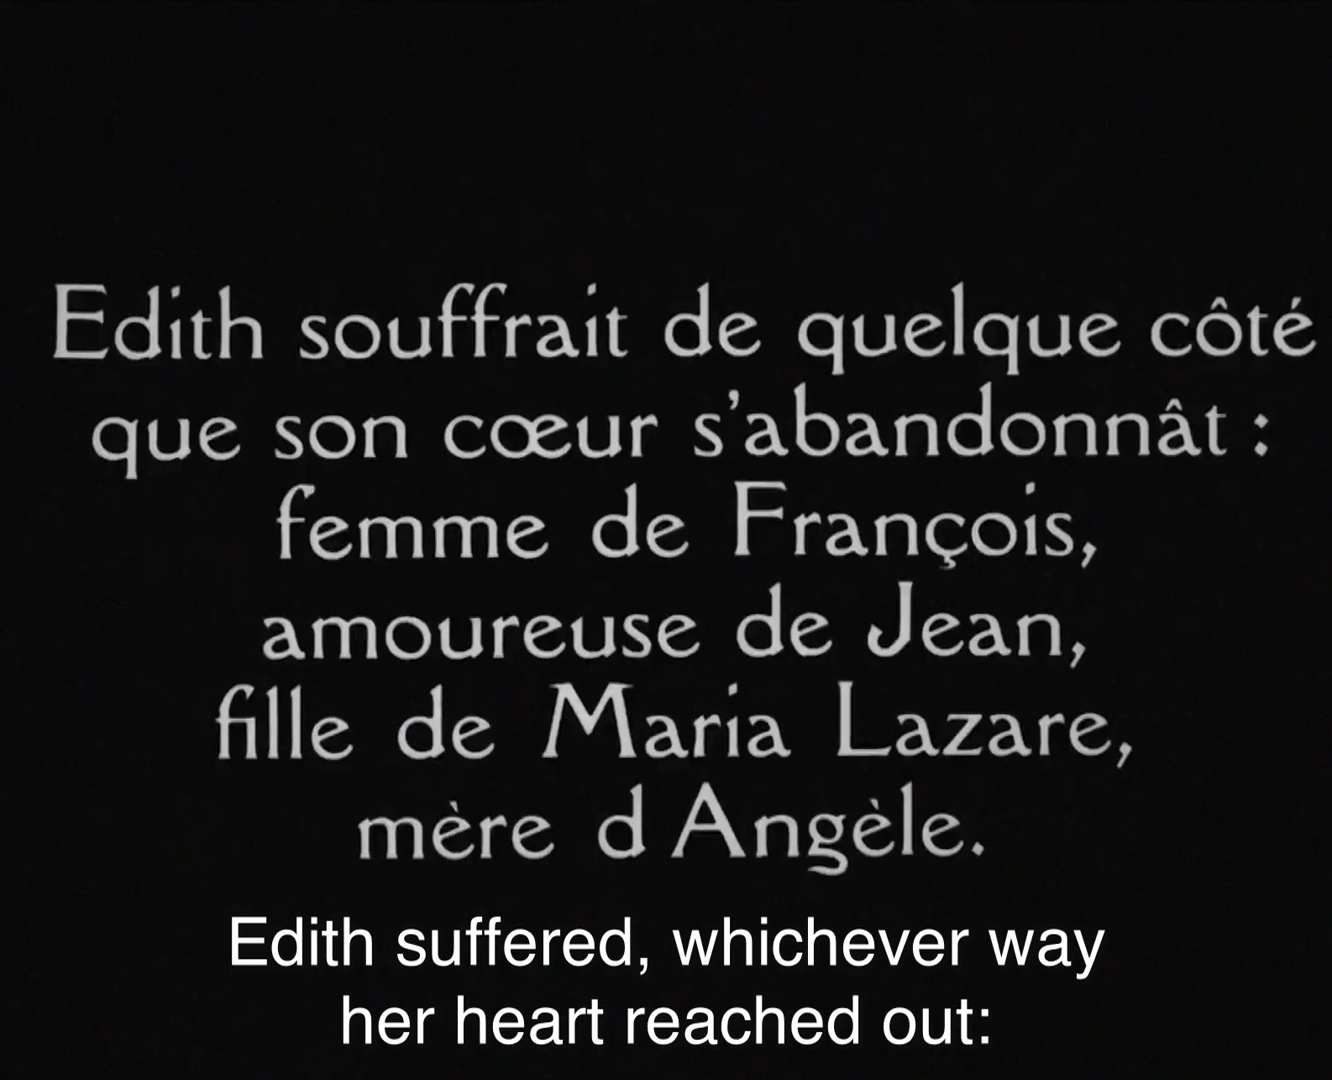 Edith souffrait de quelque côté
que son cœur s'abandonnât :
femme de François,
amoureuse de Jean,
fille de Maria Lazare,
mère d Angèle.
Edith suffered, whichever way
her heart reached out: